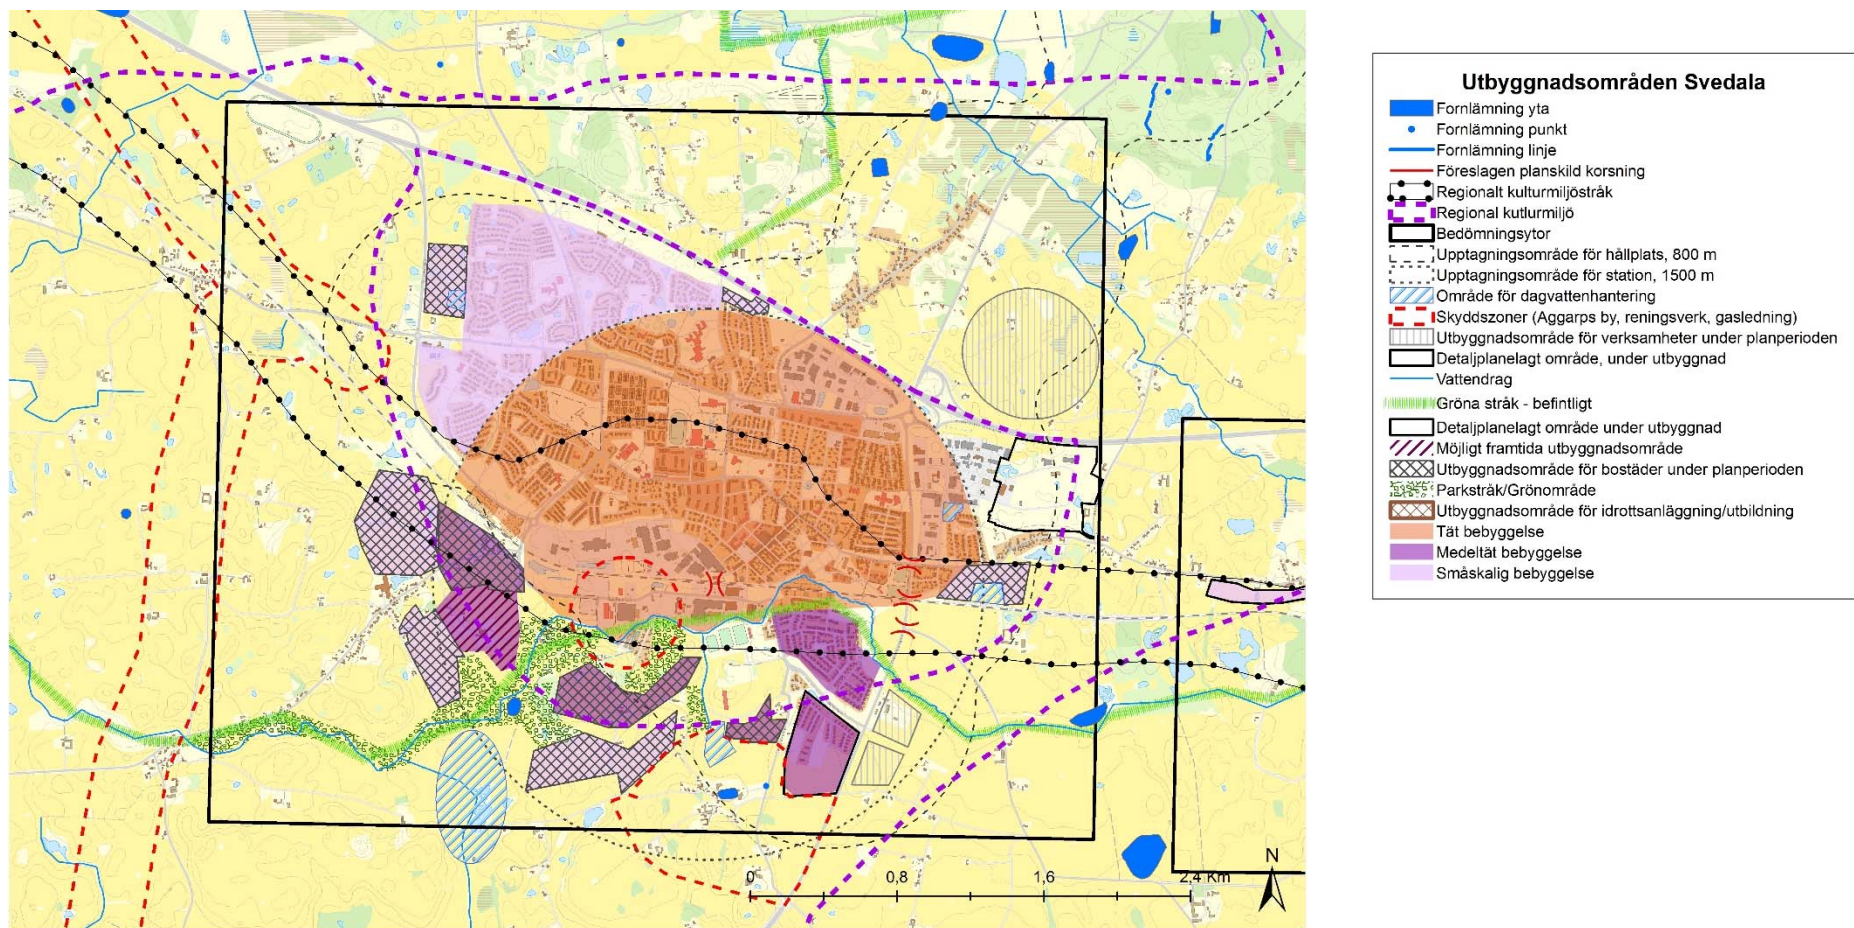 Utbyggnadsområden Svedala
Fornlämning yta
Fornlämning punkt
Fornlämning linje
Föreslagen planskild korsning
Regionalt kulturmiljöstråk
Regional kutlurmiljö
Bedömningsytor
Upptagningsområde för hållplats, 800 m
Upptagningsområde för station, 1500 m
Område för dagvattenhantering
Skyddszoner (Aggarps by, reningsverk, gasledning)
Utbyggnadsområde för verksamheter under planperioden
Detaljplanelagt område, under utbyggnad
Vattendrag
Gröna stråk - befintligt
Detaljplanelagt område under utbyggnad
Möjligt framtida utbyggnadsområde
Utbyggnadsområde för bostäder under planperioden
Parkstråk/Grönområde
Utbyggnadsområde för idrottsanläggning/utbildning
Tät bebyggelse
Medeltät bebyggelse
Småskalig bebyggelse
N
0 0,8 1,6 2,4 Km